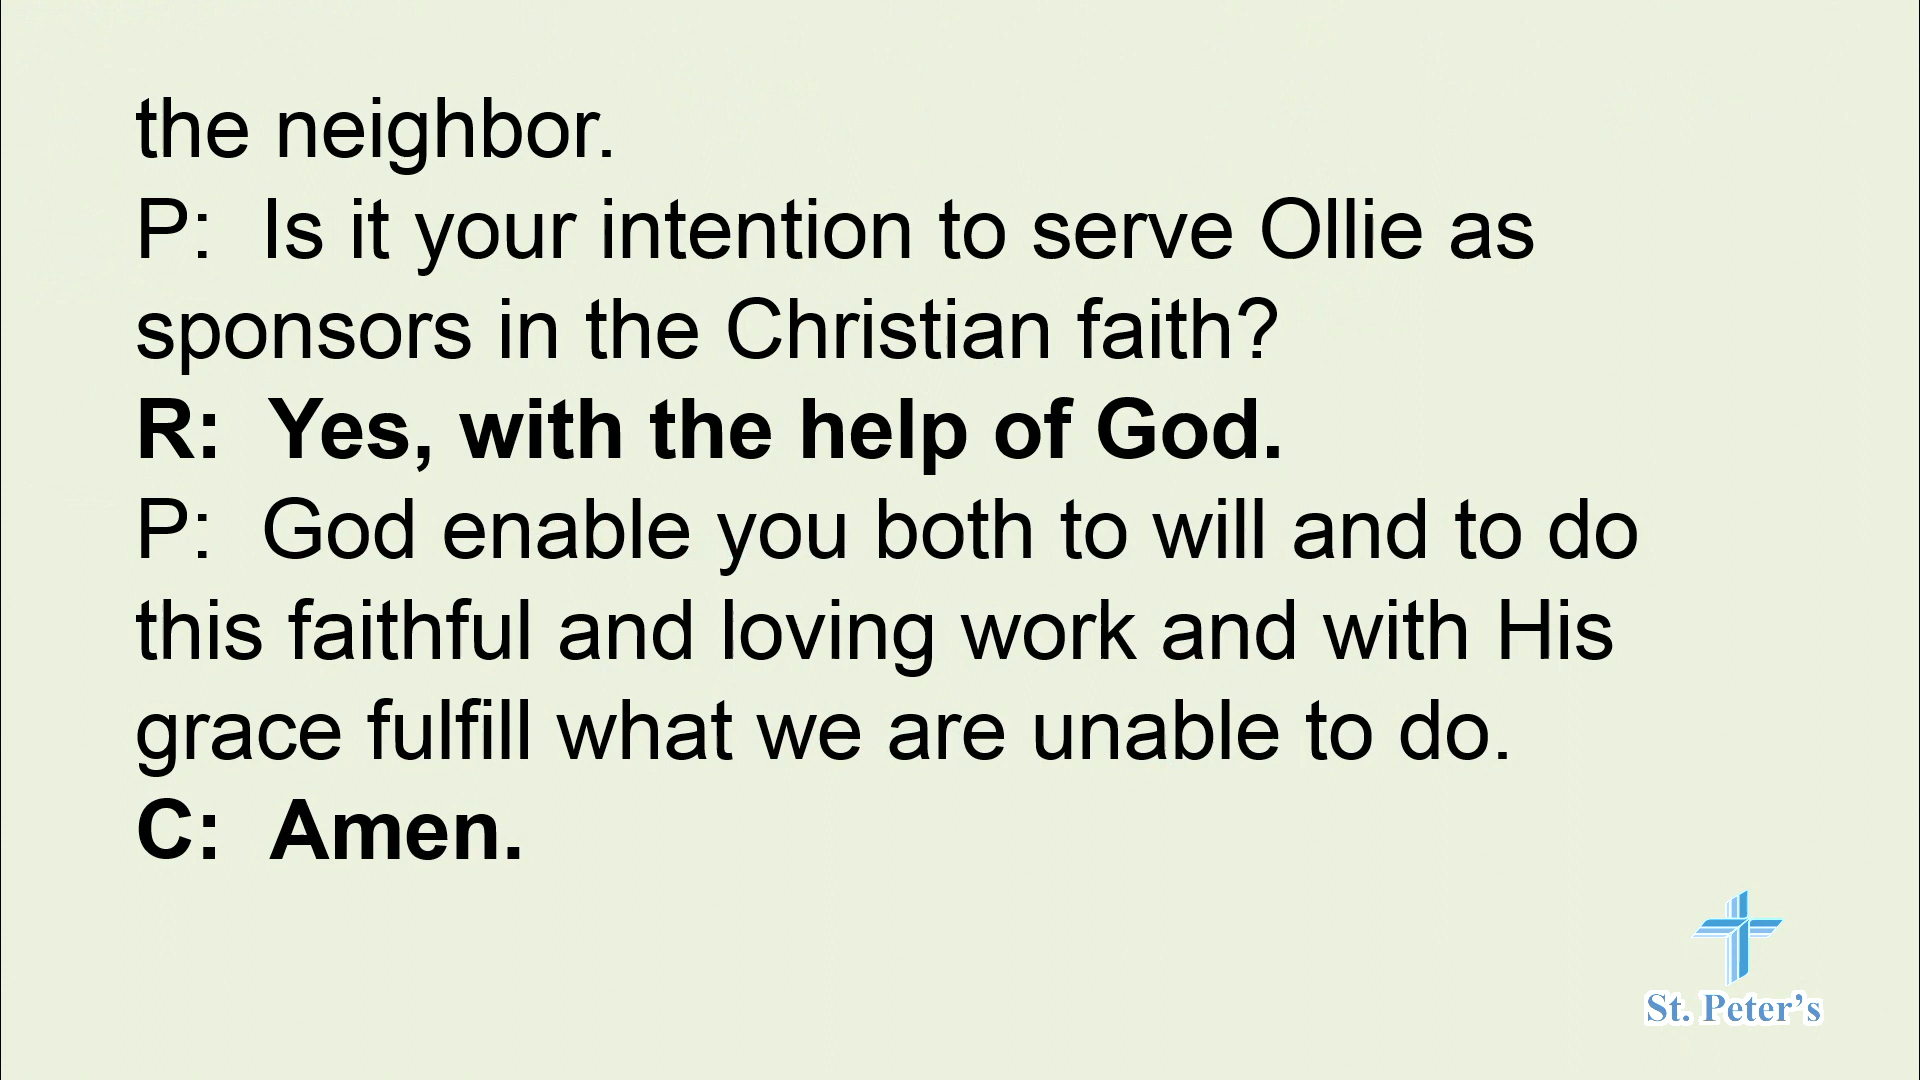 the neighbor.
P:  Is it your intention to serve Ollie as
sponsors in the Christian faith?
R:  Yes, with the help of God.
P:  God enable you both to will and to do
this faithful and loving work and with His
grace fulfill what we are unable to do.
C:  Amen.
St. Peter’s